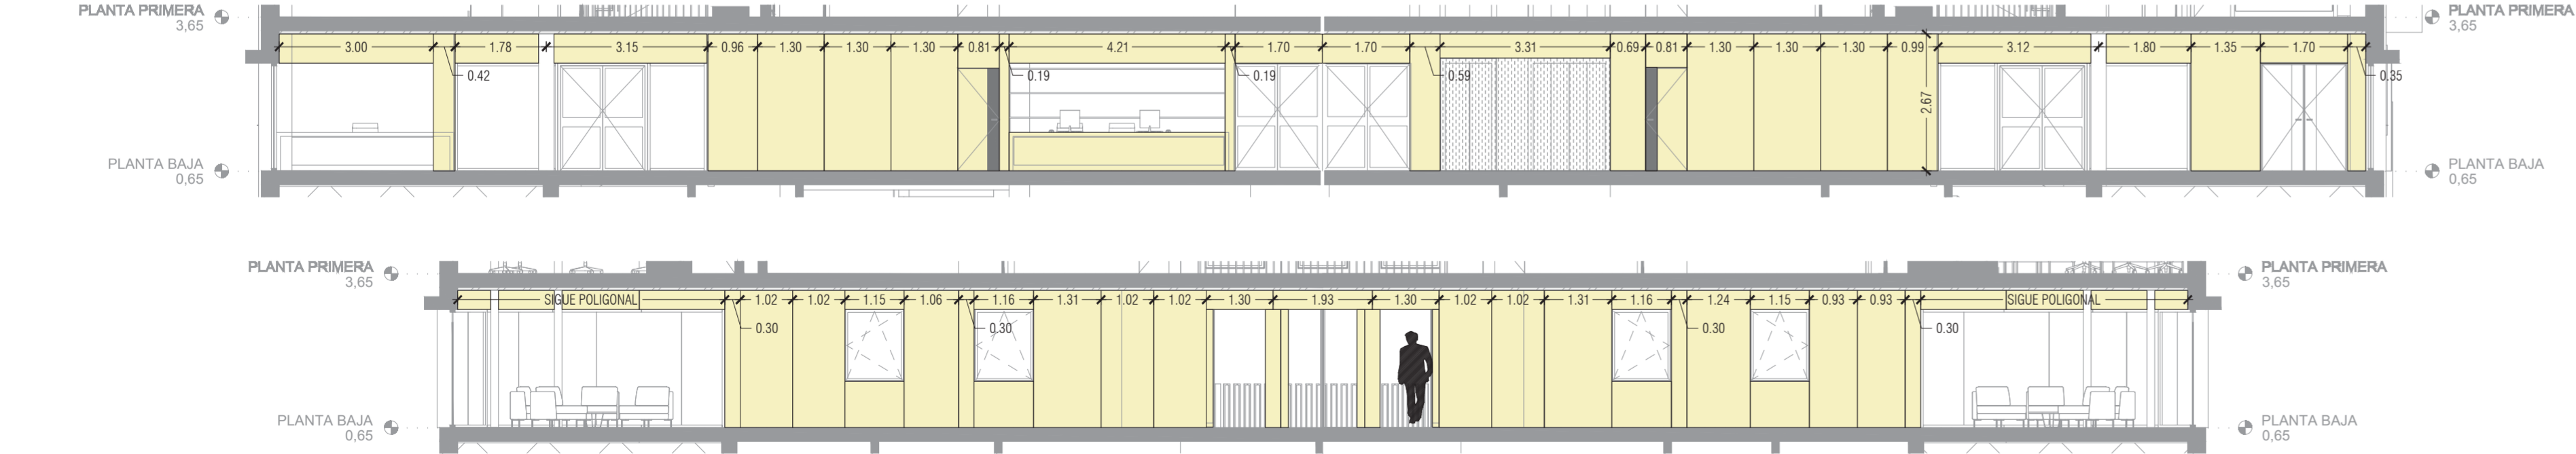 PLANTA PRIMERA
3,65
PLANTA PRIMERA
3,65
3.00 1.78 3.15 0.96 1.30 1.30 1.30 0.81 4.21 1.70 1.70 3.31 0.69 0.81 1.30 1.30 1.30 0.99 3.12 1.80 1.35 1.70
0.42 0.19 0.19 0.59 0.35
2.67
PLANTA BAJA
0,65
PLANTA BAJA
0,65
PLANTA PRIMERA
3,65
PLANTA PRIMERA
3,65
SIGUE POLIGONAL 1.02 1.02 1.15 1.06 1.16 1.31 1.02 1.02 1.30 1.93 1.30 1.02 1.02 1.31 1.16 1.24 1.15 0.93 0.93 SIGUE POLIGONAL
0.30 0.30 0.30 0.30
PLANTA BAJA
0,65
PLANTA BAJA
0,65